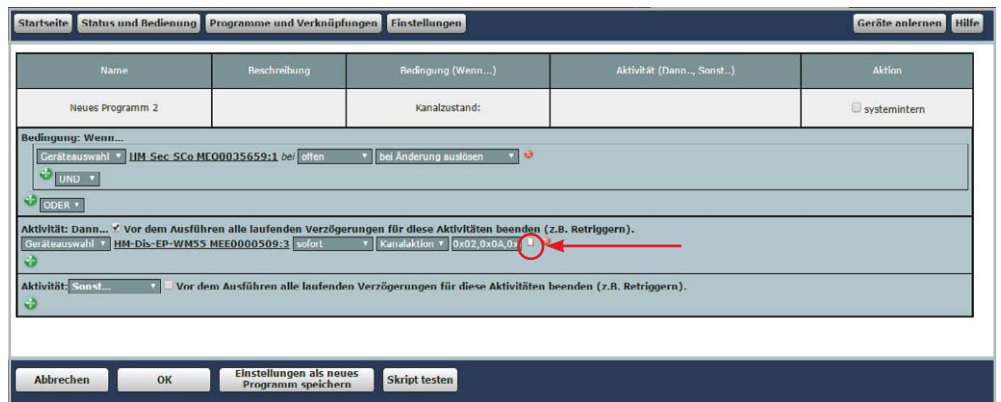 Startseite Status und Bedienung Programme und Verknüpfungen Einstellungen Geräte anlernen Hilfe
Name Beschreibung Bedingung (Wenn...) Aktivität (Dann.., Sonst..) Aktion
Neues Programm 2 Kanalzustand: systemintern
Bedingung: Wenn...
Geräteauswahl HM Sec SCo MEQ0035659:1 bei offen bei Änderung auslösen
UND
ODER
Aktivität: Dann... Vor dem Ausführen alle laufenden Verzögerungen für diese Aktivitäten beenden (z.B. Retriggern).
Geräteauswahl HM-Dis-EP-WM55 MEE0000509:3 sofort Kanalaktion 0x02,0x0A,0x
Aktivität: Sonst... Vor dem Ausführen alle laufenden Verzögerungen für diese Aktivitäten beenden (z.B. Retriggern).
Abbrechen OK Einstellungen als neues Programm speichern Skript testen